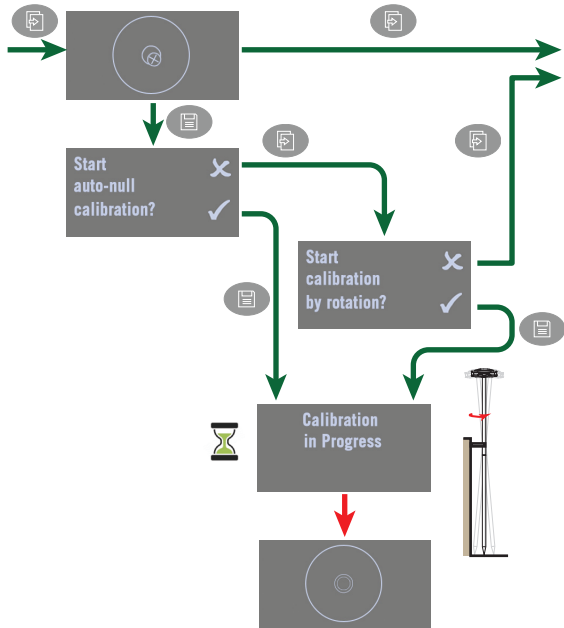 Start
auto-null
calibration?
Start
calibration
by rotation?
Calibration
in Progress